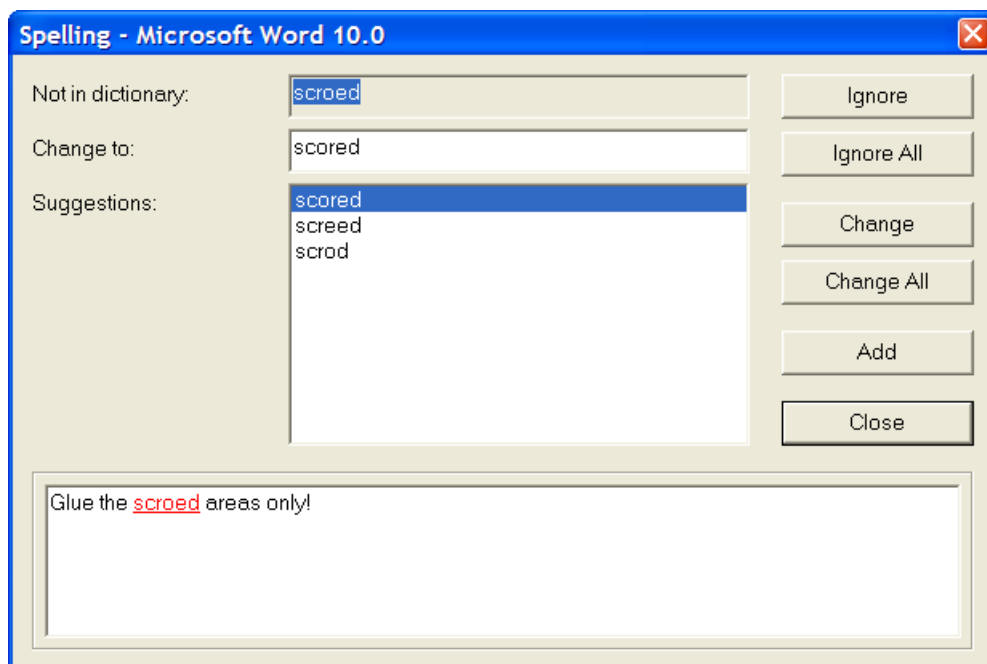 Spelling - Microsoft Word 10.0
Not in dictionary: scroed Ignore
Change to: scored Ignore All
Suggestions: scored
screed
scrod
Change
Change All
Add
Close
Glue the scroed areas only!